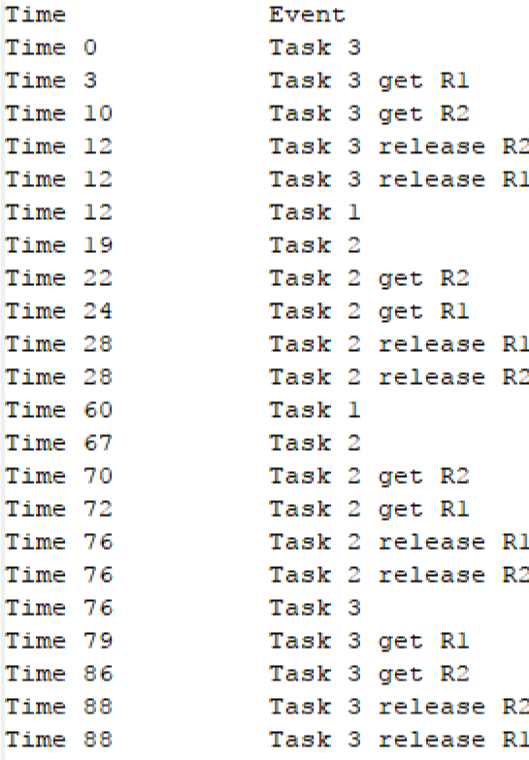 Time Event
Time 0 Task 3
Time 3 Task 3 get R1
Time 10 Task 3 get R2
Time 12 Task 3 release R2
Time 12 Task 3 release R1
Time 12 Task 1
Time 19 Task 2
Time 22 Task 2 get R2
Time 24 Task 2 get R1
Time 28 Task 2 release R1
Time 28 Task 2 release R2
Time 60 Task 1
Time 67 Task 2
Time 70 Task 2 get R2
Time 72 Task 2 get R1
Time 76 Task 2 release R1
Time 76 Task 2 release R2
Time 76 Task 3
Time 79 Task 3 get R1
Time 86 Task 3 get R2
Time 88 Task 3 release R2
Time 88 Task 3 release R1